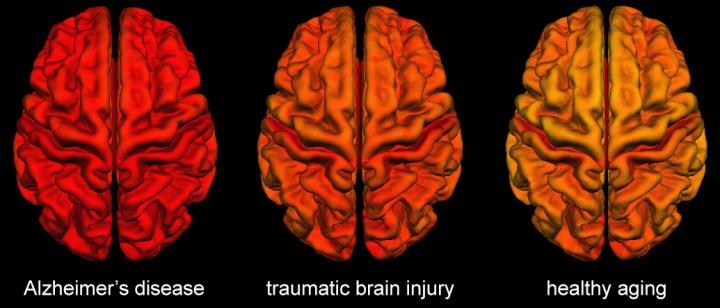 Alzheimer's disease
traumatic brain injury
healthy aging